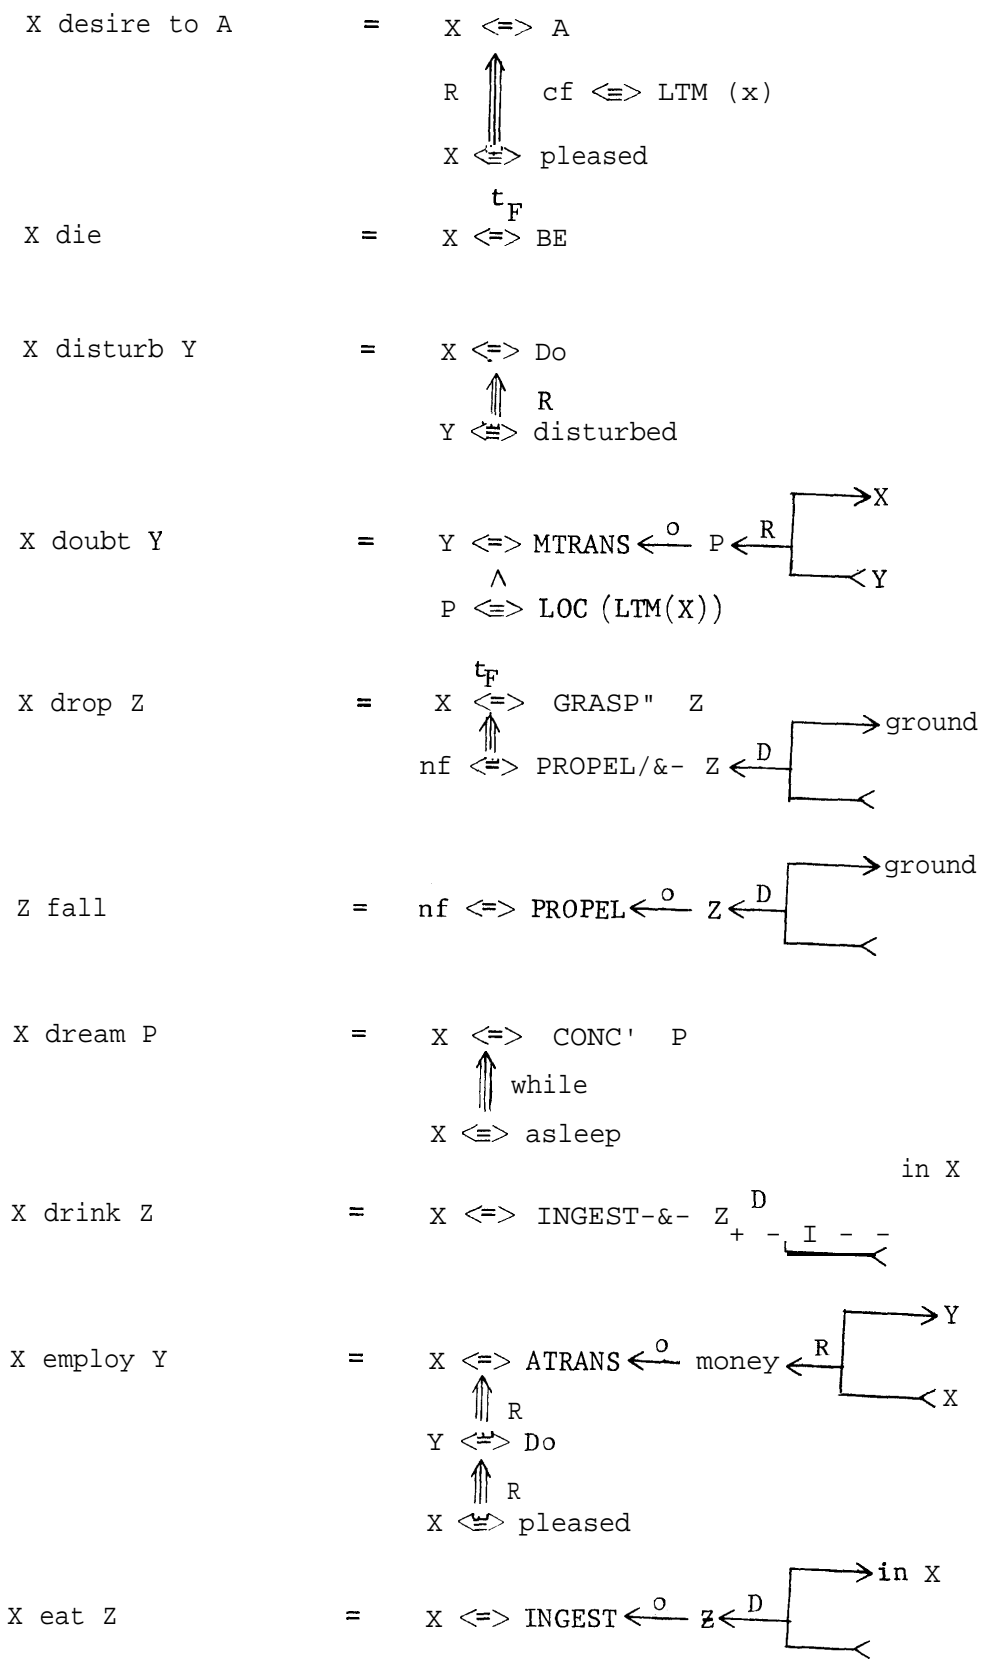 X desire to A = X <=> A
R cf <≡> LTM (x)
X <≡> pleased
tF
X die = X <=> BE
X disturb Y = X <=> Do
R
Y <≡> disturbed
X
X doubt Y = Y <=> MTRANS ← o P ← R
Y
∧
P <≡> LOC (LTM(X))
tF
X drop Z = X <=> GRASP" Z
ground
nf <=> PROPEL/&- Z ← D
ground
Z fall = nf <=> PROPEL ← o Z ← D
X dream P = X <=> CONC' P
while
X <≡> asleep
in X
X drink Z = X <=> INGEST-&- Z D
+ - I - -
Y
X employ Y = X <=> ATRANS ← o money ← R
X
R
Y <=> Do
R
X <≡> pleased
in X
X eat Z = X <=> INGEST ← o Z ← D